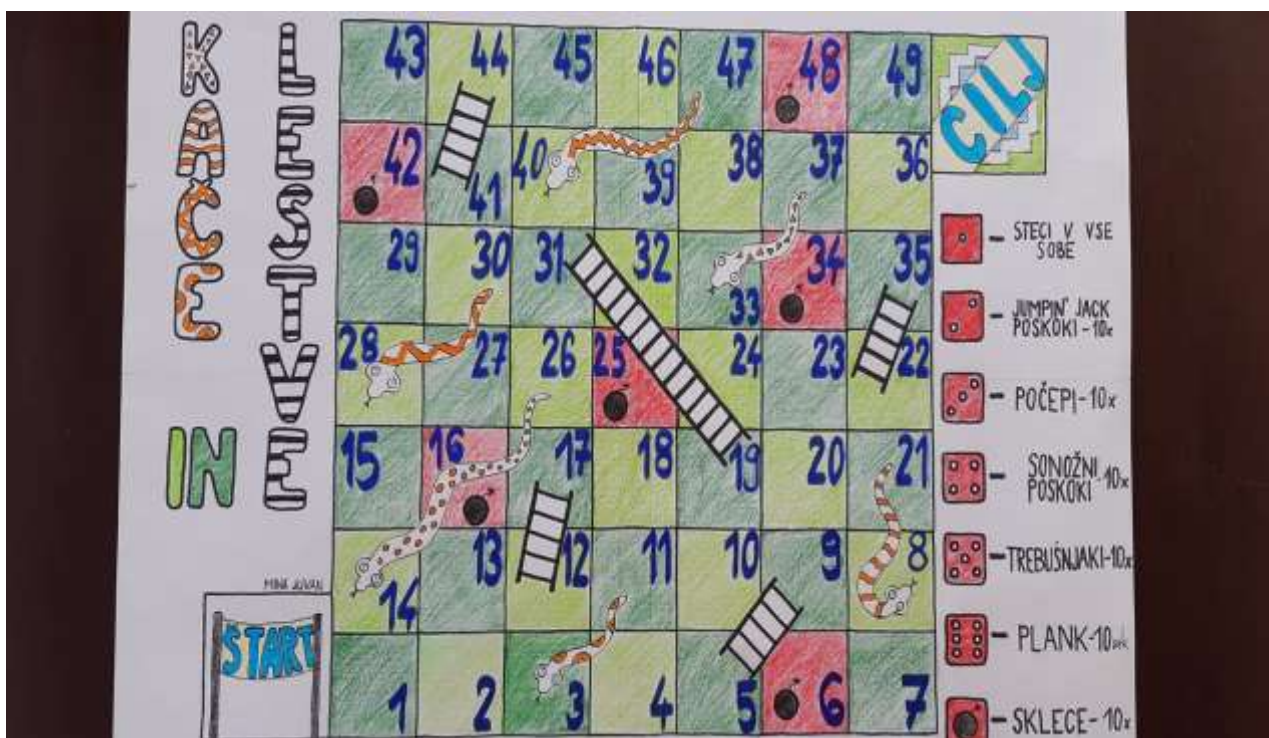 KAČE
IN
LESTVE
43 44 45 46 47 48 49
CILJ
42 41 40 39 38 37 36
29 30 31 32 33 34 35
28 27 26 25 24 23 22
15 16 17 18 19 20 21
14 13 12 11 10 9 8
1 2 3 4 5 6 7
MINA JUVAN
START
- STECI V VSE
SOBE
- JUMPIN' JACK
POSKOKI - 10x
- POČEPI - 10x
- SONOŽNI
POSKOKI - 10x
- TREBUŠNJAKI - 10x
- PLANK - 10 sek
- SKLECE - 10x